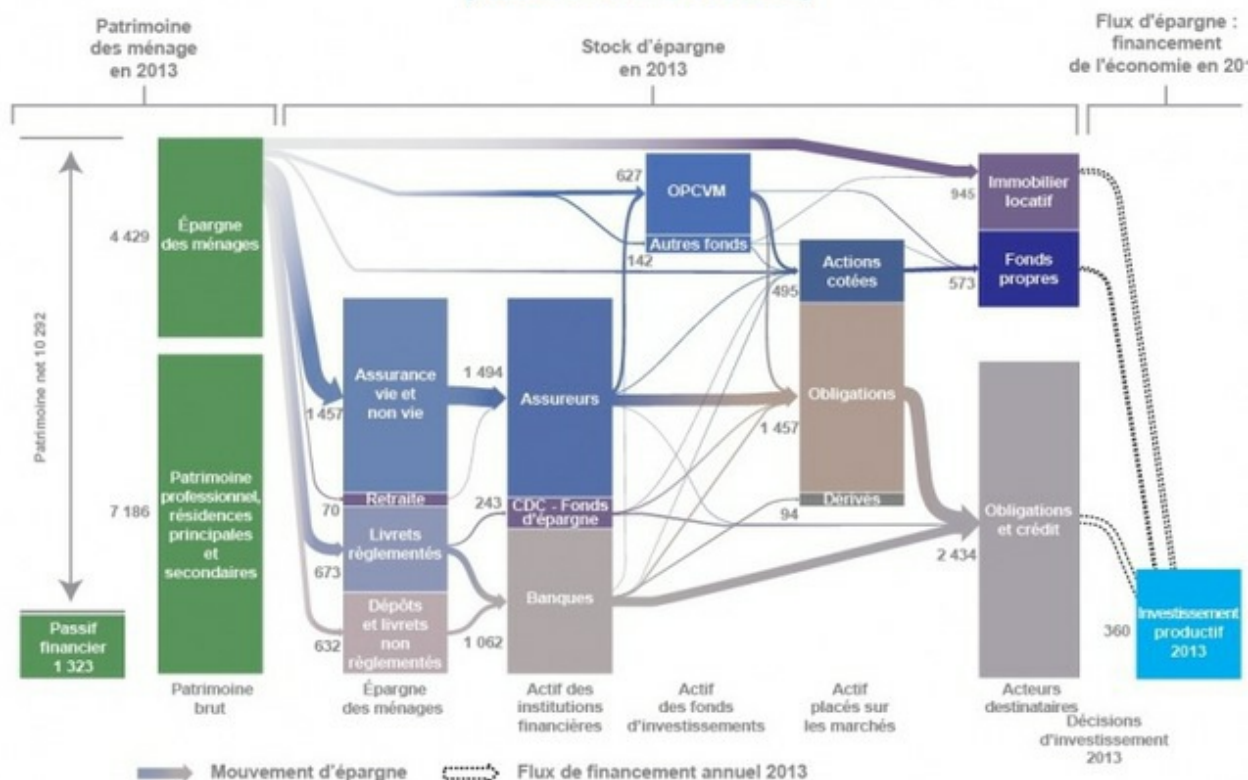 Patrimoine
des ménage
en 2013
Stock d'épargne
en 2013
Flux d'épargne :
financement
de l'économie en 201
Patrimoine net 10 292
4 429
Épargne
des ménages
7 186
Patrimoine
professionnel,
résidences
principales
et
secondaires
Passif
financier
1 323
Patrimoine
brut
1 457
Assurance
vie et
non vie
70
Retraite
673
Livrets
règlementés
632
Dépôts
et livrets
non
règlementés
Épargne
des ménages
1 494
Assureurs
243
CDC - Fonds
d'épargne
1 062
Banques
Actif des
institutions
financières
627
OPCVM
142
Autres fonds
Actif
des fonds
d'investissements
495
Actions
cotées
1 457
Obligations
94
Dérivés
Actif
placés sur
les marchés
945
Immobilier
locatif
573
Fonds
propres
2 434
Obligations
et crédit
Acteurs
destinataires
360
Investissement
productif
2013
Décisions
d'investissement
2013
Mouvement d'épargne
Flux de financement annuel 2013